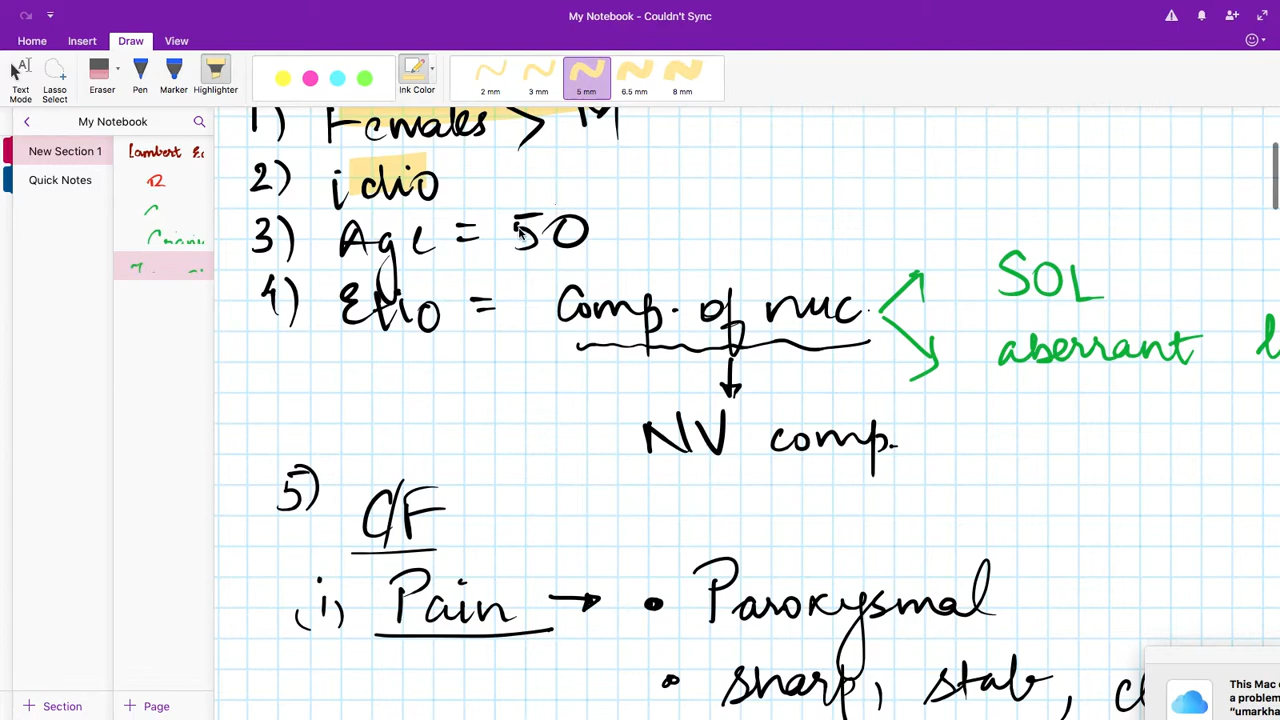 My Notebook - Couldn't Sync
Home Insert Draw View
Text Mode
Lasso Select
Eraser
Pen
Marker
Highlighter
Ink Color
2 mm
3 mm
5 mm
6.5 mm
8 mm
My Notebook
New Section 1
Quick Notes
Lambert
1) Females > M
2) idio
3) Age = 50
4) Etio = Comp. of nuc.
SOL
aberrant
NV comp.
5) C/F
(i) Pain → • Paroxysmal
• sharp, stab,
This Mac
a problem
+ Section
+ Page